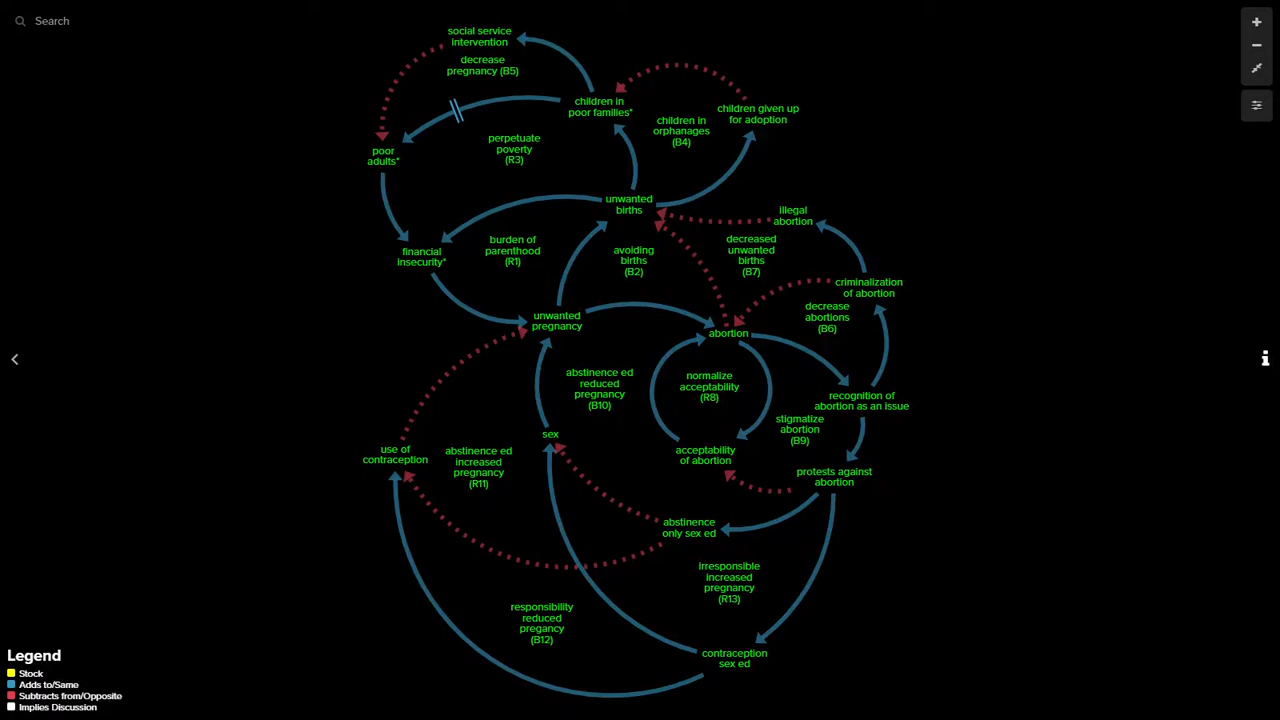 Search
social service
intervention
decrease
pregnancy (B5)
children in
poor families*
children given up
for adoption
children in
orphanages
(B4)
perpetuate
poverty
(R3)
poor
adults*
unwanted
births
illegal
abortion
financial
insecurity*
burden of
parenthood
(R1)
avoiding
births
(B2)
decreased
unwanted
births
(B7)
criminalization
of abortion
decrease
abortions
(B6)
unwanted
pregnancy
abortion
abstinence ed
reduced
pregnancy
(B10)
normalize
acceptability
(R8)
recognition of
abortion as an issue
stigmatize
abortion
(B9)
sex
use of
contraception
abstinence ed
increased
pregnancy
(R11)
acceptability
of abortion
protests against
abortion
abstinence
only sex ed
irresponsible
increased
pregnancy
(R13)
responsibility
reduced
pregancy
(B12)
contraception
sex ed
Legend
Stock
Adds to/Same
Subtracts from/Opposite
Implies Discussion